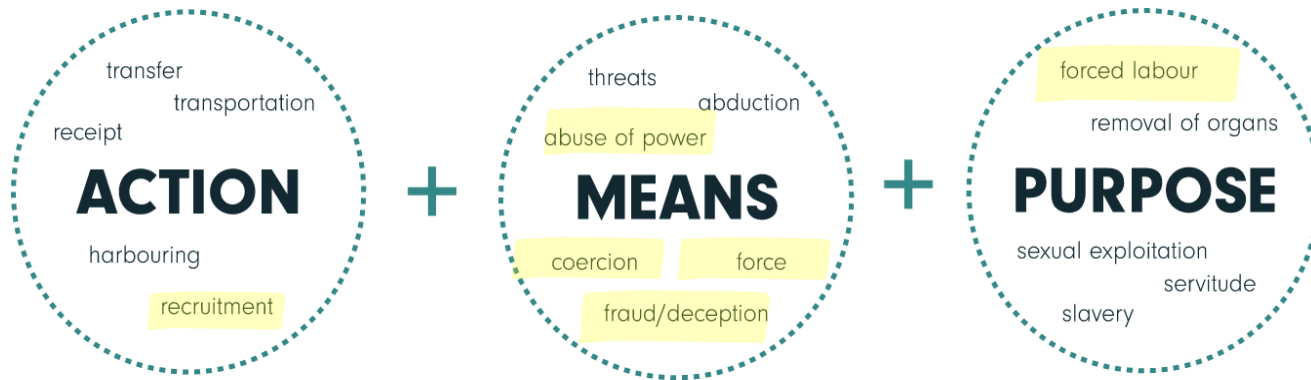 transfer
transportation
receipt
ACTION
harbouring
recruitment
+
threats
abduction
abuse of power
MEANS
coercion force
fraud/deception
+
forced labour
removal of organs
PURPOSE
sexual exploitation
servitude
slavery